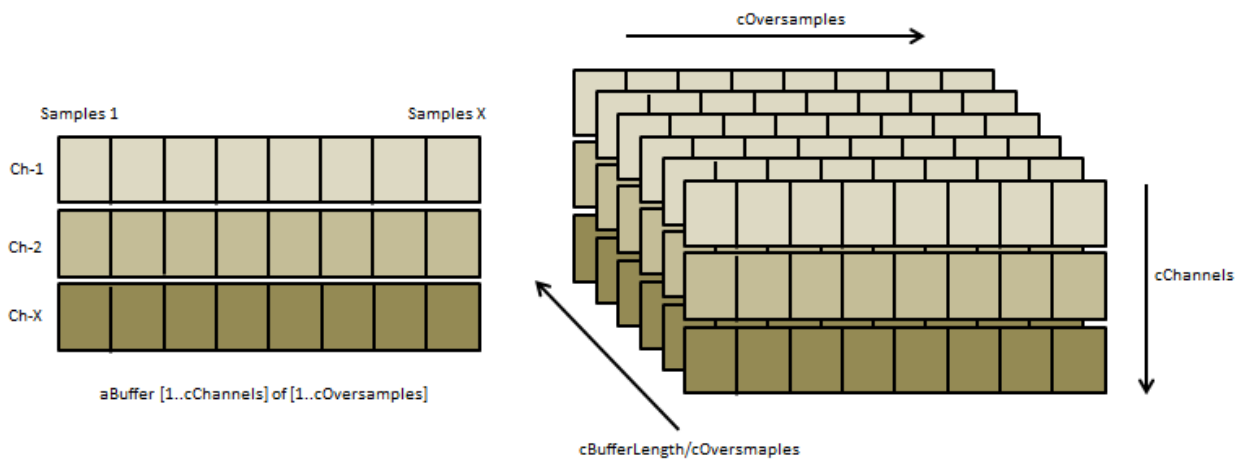 cOversamples
Samples 1
Samples X
Ch-1
Ch-2
Ch-X
cChannels
aBuffer [1..cChannels] of [1..cOversamples]
cBufferLength/cOversmaples